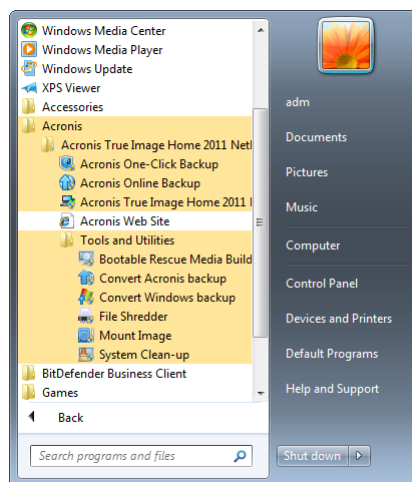 Windows Media Center
Windows Media Player
Windows Update
XPS Viewer
Accessories
Acronis
Acronis True Image Home 2011 Netl
Acronis One-Click Backup
Acronis Online Backup
Acronis True Image Home 2011
Acronis Web Site
Tools and Utilities
Bootable Rescue Media Build
Convert Acronis backup
Convert Windows backup
File Shredder
Mount Image
System Clean-up
BitDefender Business Client
Games
Back
Search programs and files
adm
Documents
Pictures
Music
Computer
Control Panel
Devices and Printers
Default Programs
Help and Support
Shut down